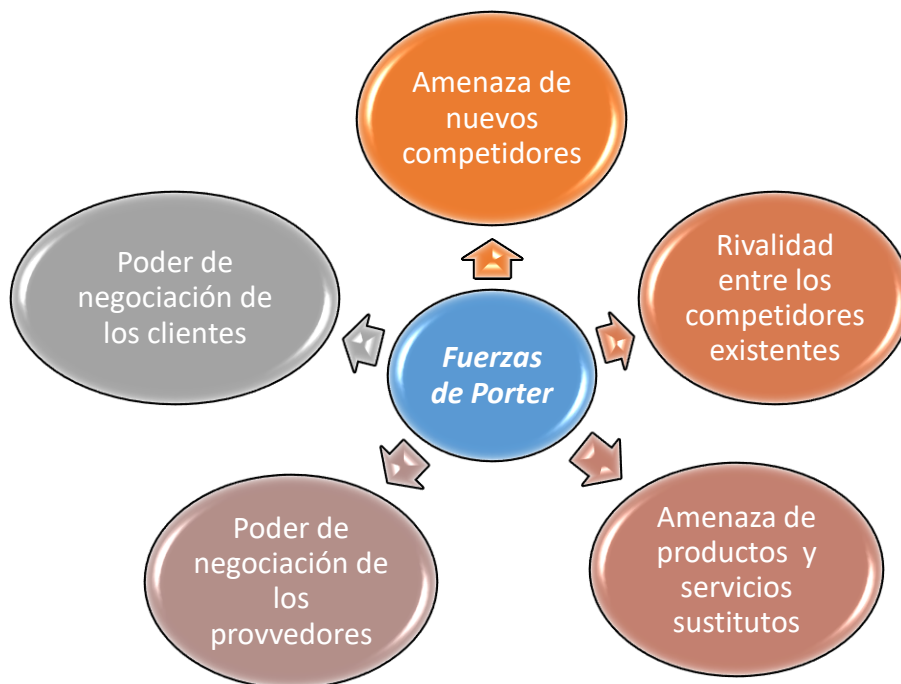 Amenaza de
nuevos
competidores
Poder de
negociación de
los clientes
Rivalidad
entre los
competidores
existentes
Fuerzas
de Porter
Poder de
negociación de
los
provvedores
Amenaza de
productos y
servicios
sustitutos